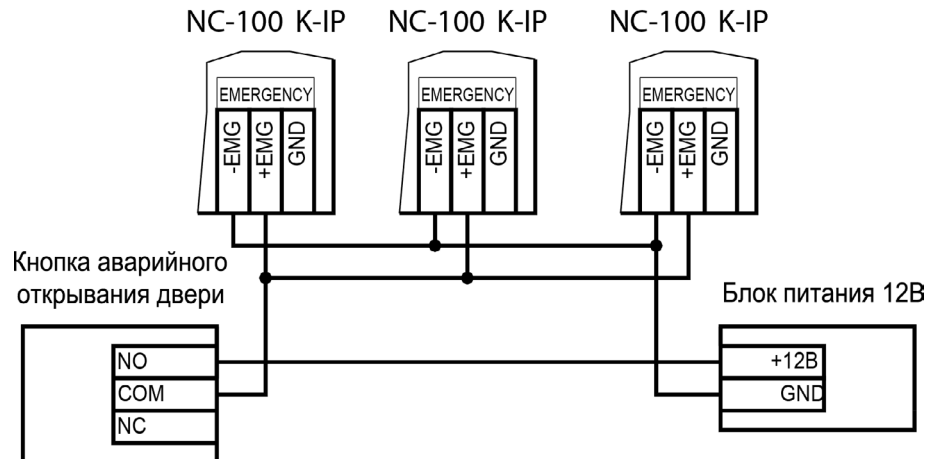 NC-100 K-IP NC-100 K-IP NC-100 K-IP
EMERGENCY EMERGENCY EMERGENCY
-EMG +EMG GND -EMG +EMG GND -EMG +EMG GND
Кнопка аварийного
открывания двери
Блок питания 12В
NO
COM
NC
+12В
GND